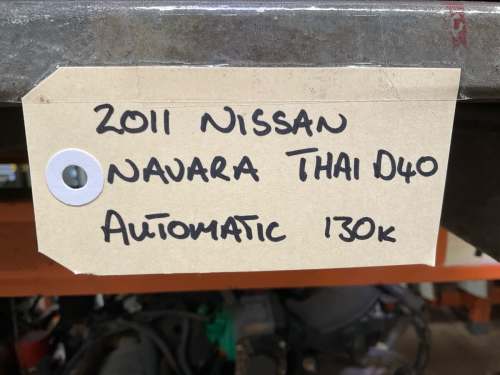 2011 NISSAN
NAVARA THAI D40
AUTOMATIC 130K